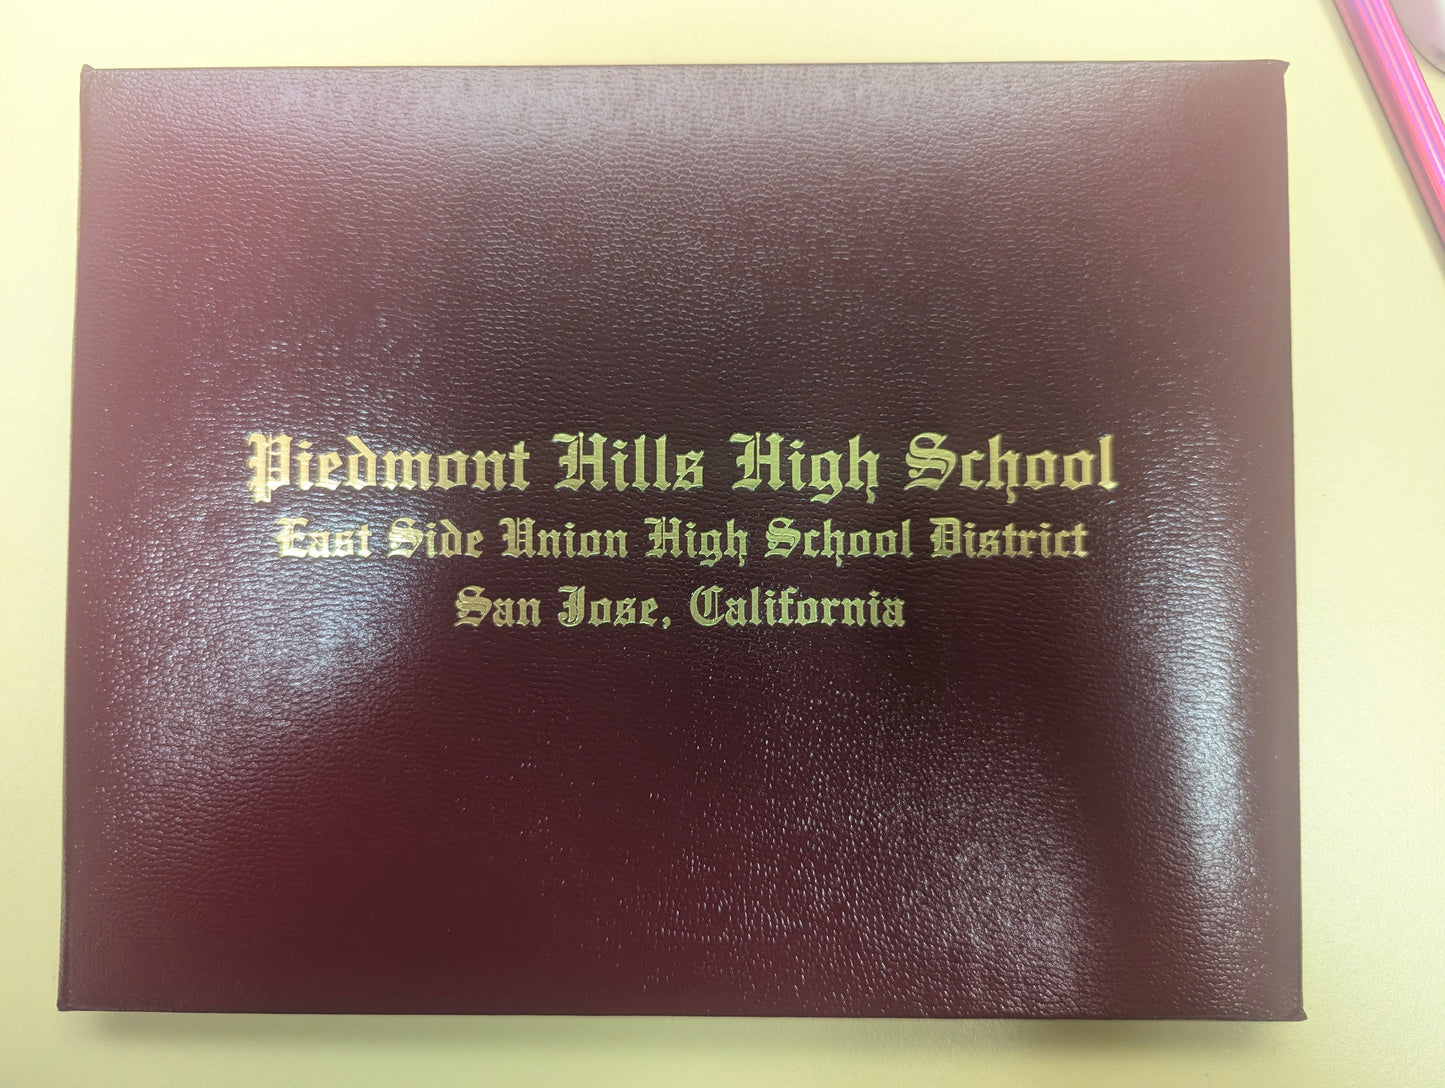 Piedmont Hills High School
East Side Union High School District
San Jose, California